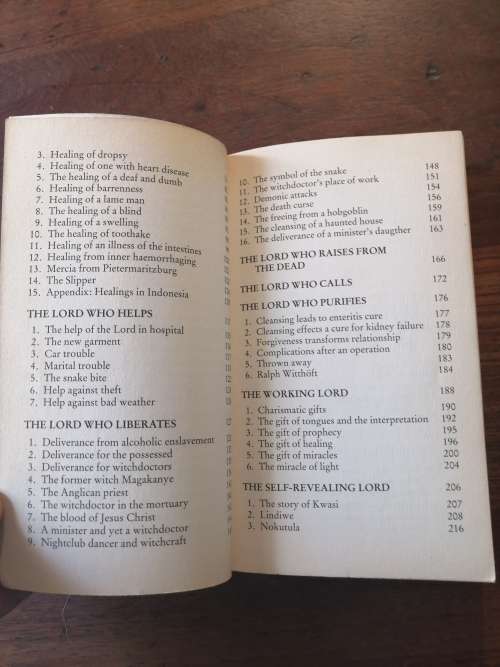 3. Healing of dropsy
4. Healing of one with heart disease
5. The healing of a deaf and dumb
6. Healing of barrenness
7. Healing of a lame man
8. The healing of a blind
9. Healing of a swelling
10. The healing of toothake
11. Healing of an illness of the intestines
12. Healing from inner haemorrhaging
13. Mercia from Pietermaritzburg
14. The Slipper
15. Appendix: Healings in Indonesia
THE LORD WHO HELPS
1. The help of the Lord in hospital
2. The new garment
3. Car trouble
4. Marital trouble
5. The snake bite
6. Help against theft
7. Help against bad weather
THE LORD WHO LIBERATES
1. Deliverance from alcoholic enslavement
2. Deliverance for the possessed
3. Deliverance for witchdoctors
4. The former witch Magakanye
5. The Anglican priest
6. The witchdoctor in the mortuary
7. The blood of Jesus Christ
8. A minister and yet a witchdoctor
9. Nightclub dancer and witchcraft
10. The symbol of the snake 148
11. The witchdoctor's place of work 151
12. Demonic attacks 154
13. The death curse 156
14. The freeing from a hobgoblin 159
15. The cleansing of a haunted house 161
16. The deliverance of a minister's daugther 163
THE LORD WHO RAISES FROM
THE DEAD 166
THE LORD WHO CALLS 172
THE LORD WHO PURIFIES 176
1. Cleansing leads to enteritis cure 177
2. Cleansing effects a cure for kidney failure 178
3. Forgiveness transforms relationship 179
4. Complications after an operation 180
5. Thrown away 183
6. Ralph Witthöft 184
THE WORKING LORD 188
1. Charismatic gifts 190
2. The gift of tongues and the interpretation 192
3. The gift of prophecy 195
4. The gift of healing 196
5. The gift of miracles 200
6. The miracle of light 204
THE SELF-REVEALING LORD 206
1. The story of Kwasi 207
2. Lindiwe 208
3. Nokutula 216